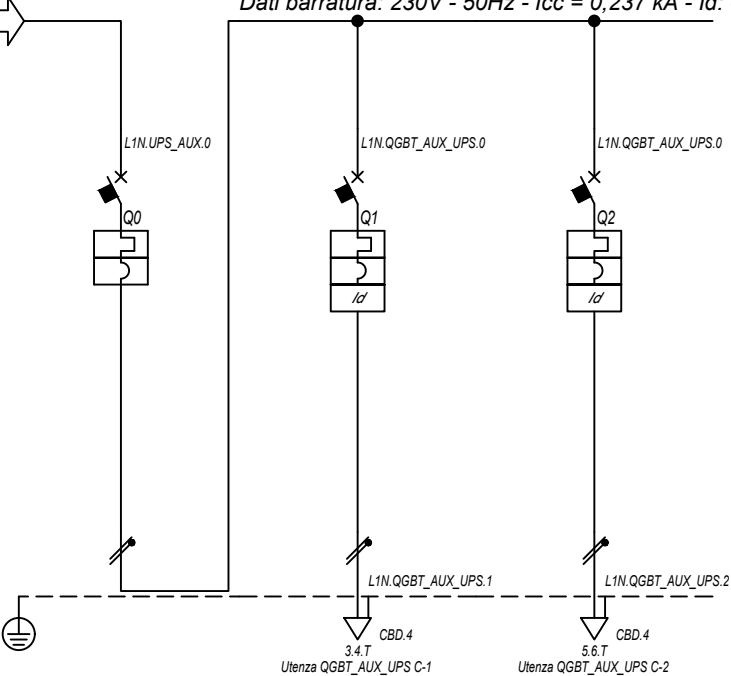 Dati barratura: 230V - 50Hz - Icc = 0,237 kA - Id:
L1N.UPS_AUX.0
L1N.QGBT_AUX_UPS.0
L1N.QGBT_AUX_UPS.0
Q0
Q1
Q2
Id
Id
L1N.QGBT_AUX_UPS.1
L1N.QGBT_AUX_UPS.2
CBD.4
CBD.4
3.4.T
5.6.T
Utenza QGBT_AUX_UPS C-1
Utenza QGBT_AUX_UPS C-2